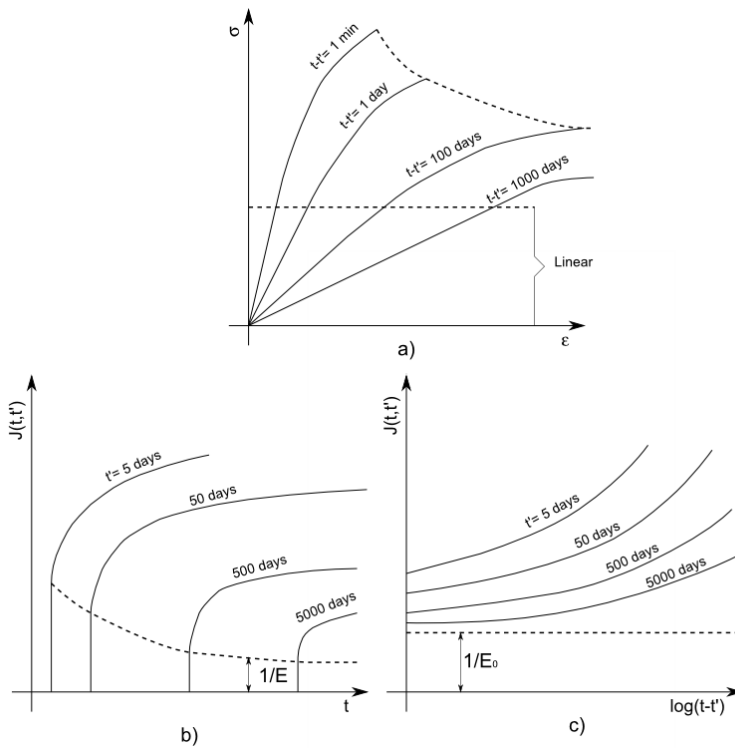 σ
t-t'= 1 min
t-t'= 1 day
t-t'= 100 days
t-t'= 1000 days
Linear
ε
a)
J(t,t')
t'= 5 days
50 days
500 days
5000 days
1/E
t
b)
J(t,t')
t'= 5 days
50 days
500 days
5000 days
1/E₀
log(t-t')
c)